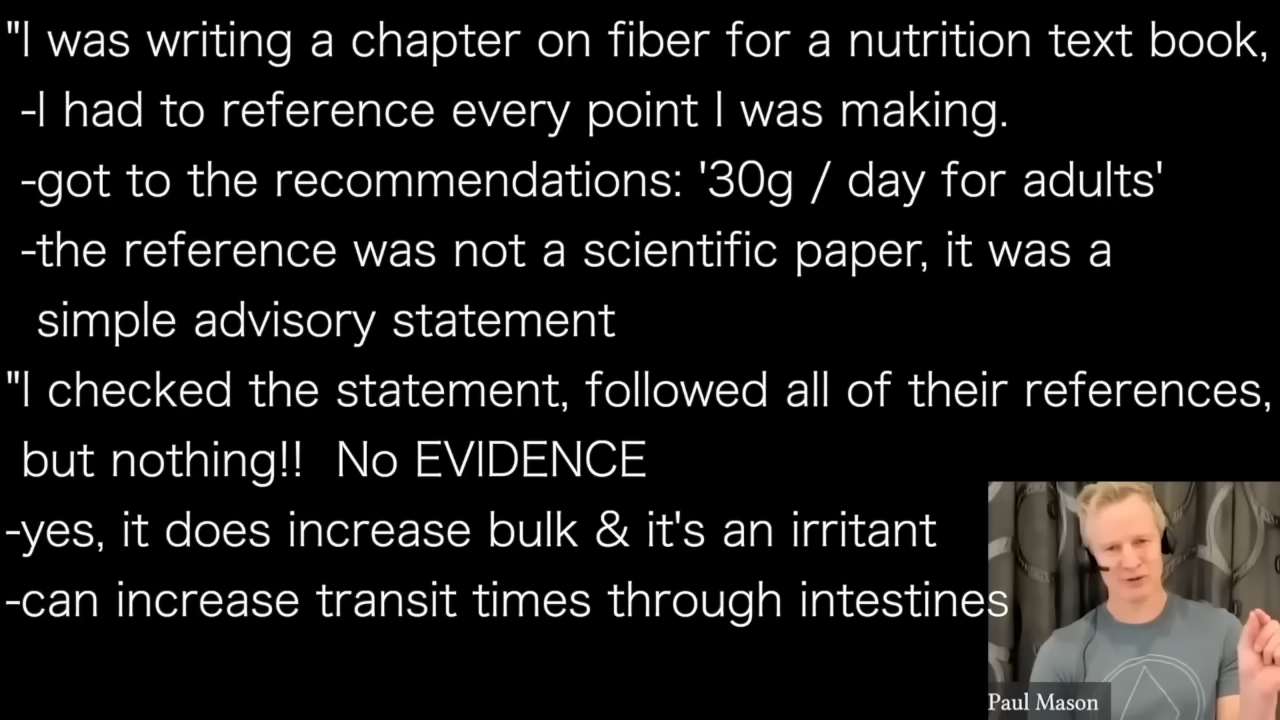 "I was writing a chapter on fiber for a nutrition text book,
-I had to reference every point I was making.
-got to the recommendations: '30g / day for adults'
-the reference was not a scientific paper, it was a
simple advisory statement
"I checked the statement, followed all of their references,
but nothing!! No EVIDENCE
-yes, it does increase bulk & it's an irritant
-can increase transit times through intestines
Paul Mason